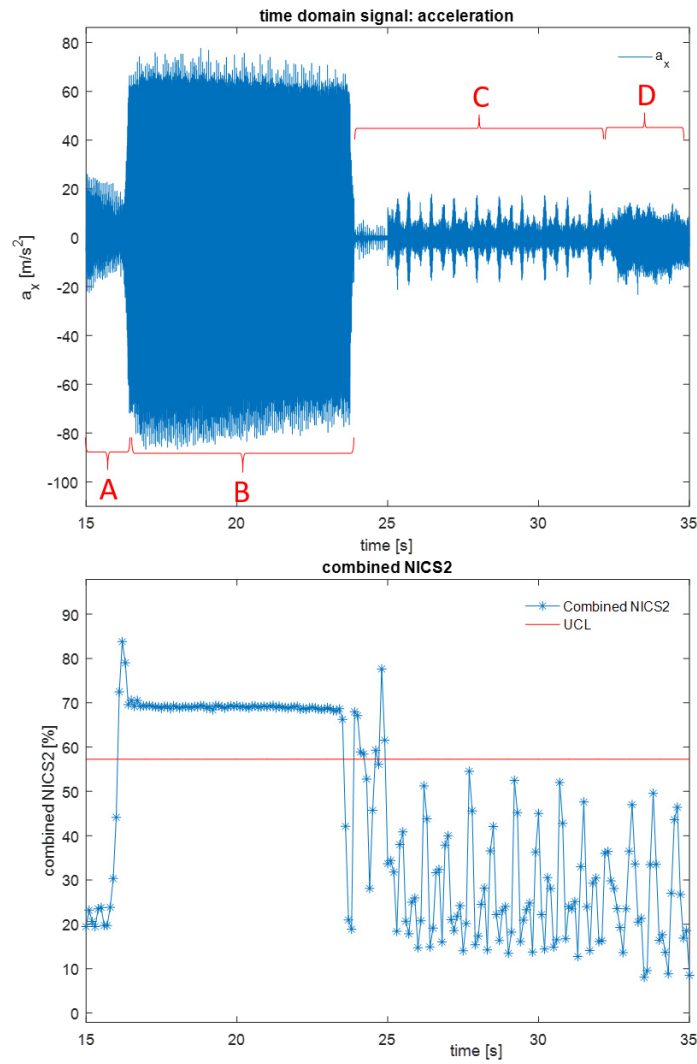 time domain signal: acceleration
80
60
40
20
0
-20
-40
-60
-80
-100
a_x [m/s²]
a_x
C
D
A
B
15
20
25
30
35
time [s]
combined NICS2
90
80
70
60
50
40
30
20
10
0
combined NICS2 [%]
Combined NICS2
UCL
15
20
25
30
35
time [s]